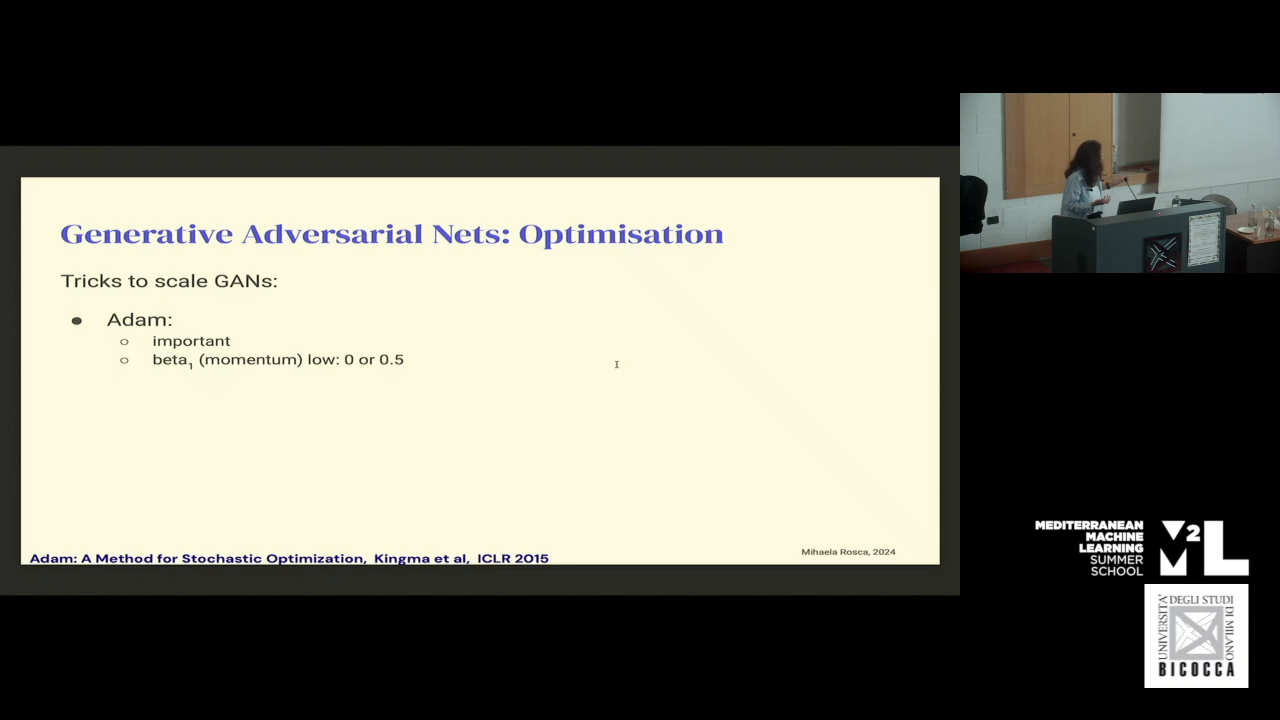 Generative Adversarial Nets: Optimisation
Tricks to scale GANs:
● Adam:
○ important
○ beta₁ (momentum) low: 0 or 0.5
Adam: A Method for Stochastic Optimization, Kingma et al, ICLR 2015
Mihaela Rosca, 2024
MEDITERRANEAN
MACHINE
LEARNING
SUMMER
SCHOOL
M2L
UNIVERSITA'
DEGLI STUDI
DI MILANO
BICOCCA